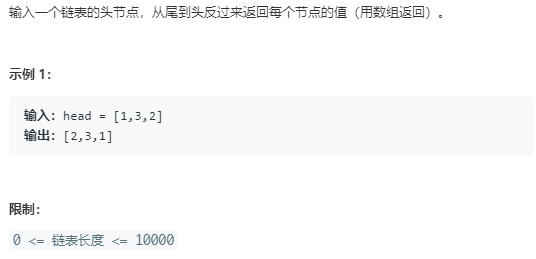 输入一个链表的头节点，从尾到头反过来返回每个节点的值（用数组返回）。
示例 1：
输入：head = [1,3,2]
输出：[2,3,1]
限制：
0 <= 链表长度 <= 10000